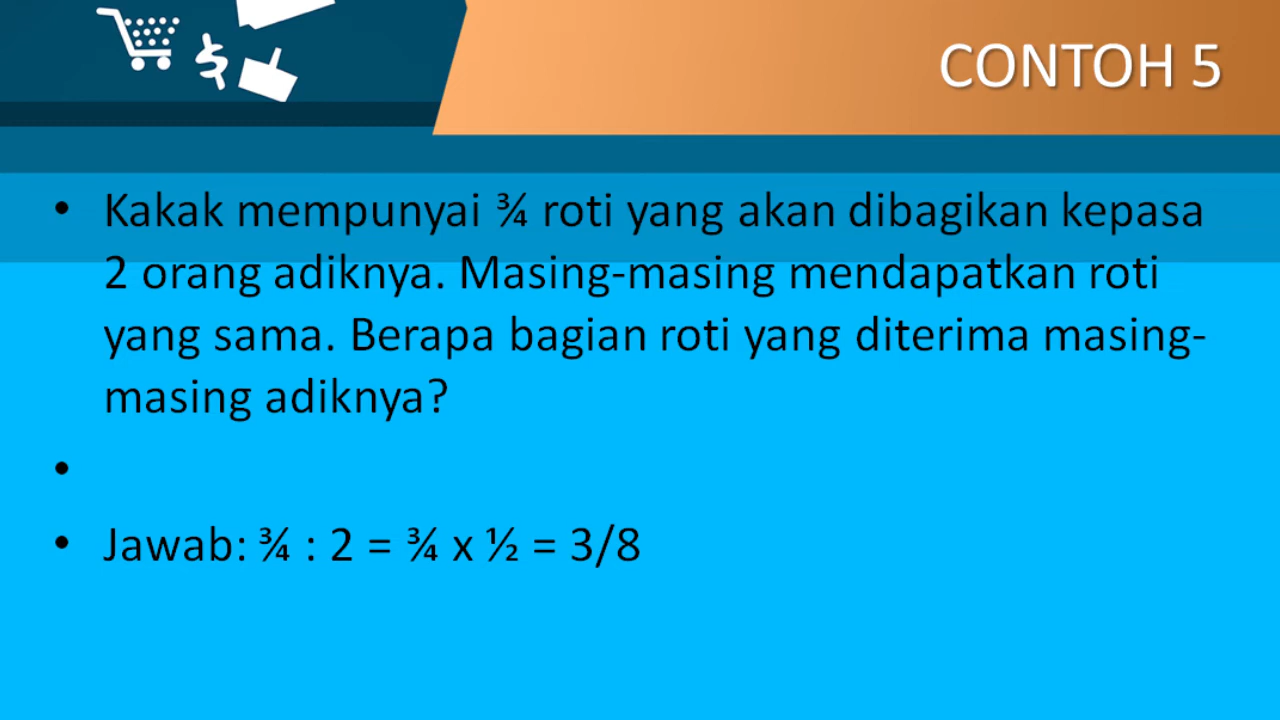 CONTOH 5
• Kakak mempunyai ¾ roti yang akan dibagikan kepasa
2 orang adiknya. Masing-masing mendapatkan roti
yang sama. Berapa bagian roti yang diterima masing-
masing adiknya?
•
• Jawab: ¾ : 2 = ¾ x ½ = 3/8